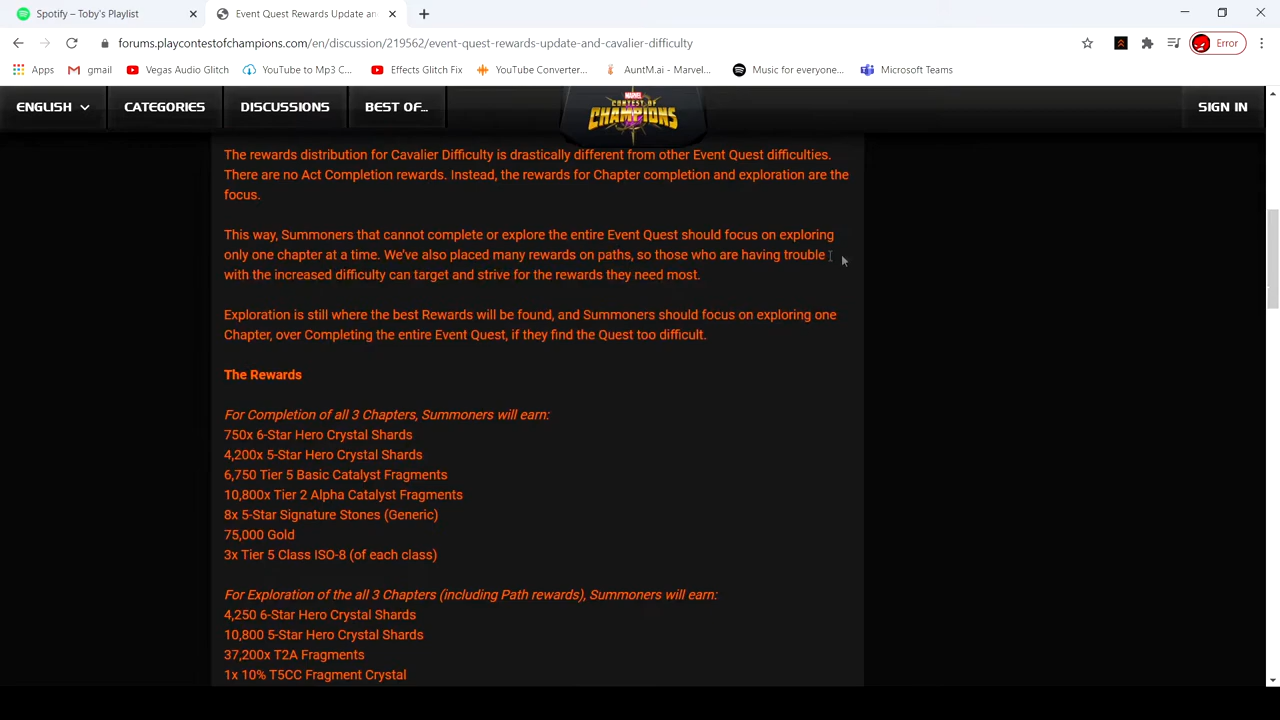 Spotify – Toby's Playlist
Event Quest Rewards Update an
forums.playcontestofchampions.com/en/discussion/219562/event-quest-rewards-update-and-cavalier-difficulty
Error
Apps gmail Vegas Audio Glitch YouTube to Mp3 C... Effects Glitch Fix YouTube Converter... AuntM.ai - Marvel... Music for everyone... Microsoft Teams
ENGLISH CATEGORIES DISCUSSIONS BEST OF... MARVEL CONTEST OF CHAMPIONS SIGN IN
The rewards distribution for Cavalier Difficulty is drastically different from other Event Quest difficulties.
There are no Act Completion rewards. Instead, the rewards for Chapter completion and exploration are the
focus.
This way, Summoners that cannot complete or explore the entire Event Quest should focus on exploring
only one chapter at a time. We've also placed many rewards on paths, so those who are having trouble
with the increased difficulty can target and strive for the rewards they need most.
Exploration is still where the best Rewards will be found, and Summoners should focus on exploring one
Chapter, over Completing the entire Event Quest, if they find the Quest too difficult.
The Rewards
For Completion of all 3 Chapters, Summoners will earn:
750x 6-Star Hero Crystal Shards
4,200x 5-Star Hero Crystal Shards
6,750 Tier 5 Basic Catalyst Fragments
10,800x Tier 2 Alpha Catalyst Fragments
8x 5-Star Signature Stones (Generic)
75,000 Gold
3x Tier 5 Class ISO-8 (of each class)
For Exploration of the all 3 Chapters (including Path rewards), Summoners will earn:
4,250 6-Star Hero Crystal Shards
10,800 5-Star Hero Crystal Shards
37,200x T2A Fragments
1x 10% T5CC Fragment Crystal